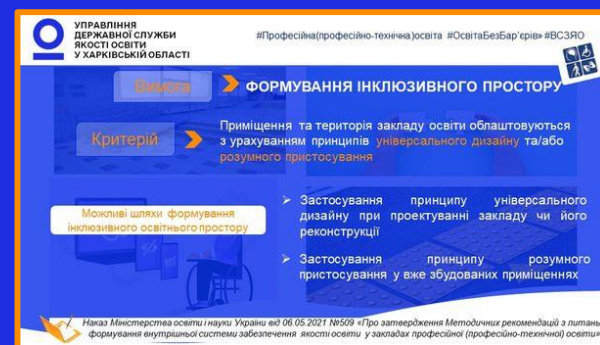 УПРАВЛІННЯ
ДЕРЖАВНОЇ СЛУЖБИ
ЯКОСТІ ОСВІТИ
У ХАРКІВСЬКІЙ ОБЛАСТІ
#Професійна(професійно-технічна)освіта #ОсвітаБезБар'єрів #ВСЗЯО
Вимога
ФОРМУВАННЯ ІНКЛЮЗИВНОГО ПРОСТОРУ
Критерій
Приміщення та територія закладу освіти облаштовуються
з урахуванням принципів універсального дизайну та/або
розумного пристосування
Можливі шляхи формування
інклюзивного освітнього простору
Застосування принципу універсального
дизайну при проектуванні закладу чи його
реконструкції
Застосування принципу розумного
пристосування у вже збудованих приміщеннях
Наказ Міністерства освіти і науки України від 06.05.2021 №509 «Про затвердження Методичних рекомендацій з питань
формування внутрішньої системи забезпечення якості освіти у закладах професійної (професійно-технічної) освіти»